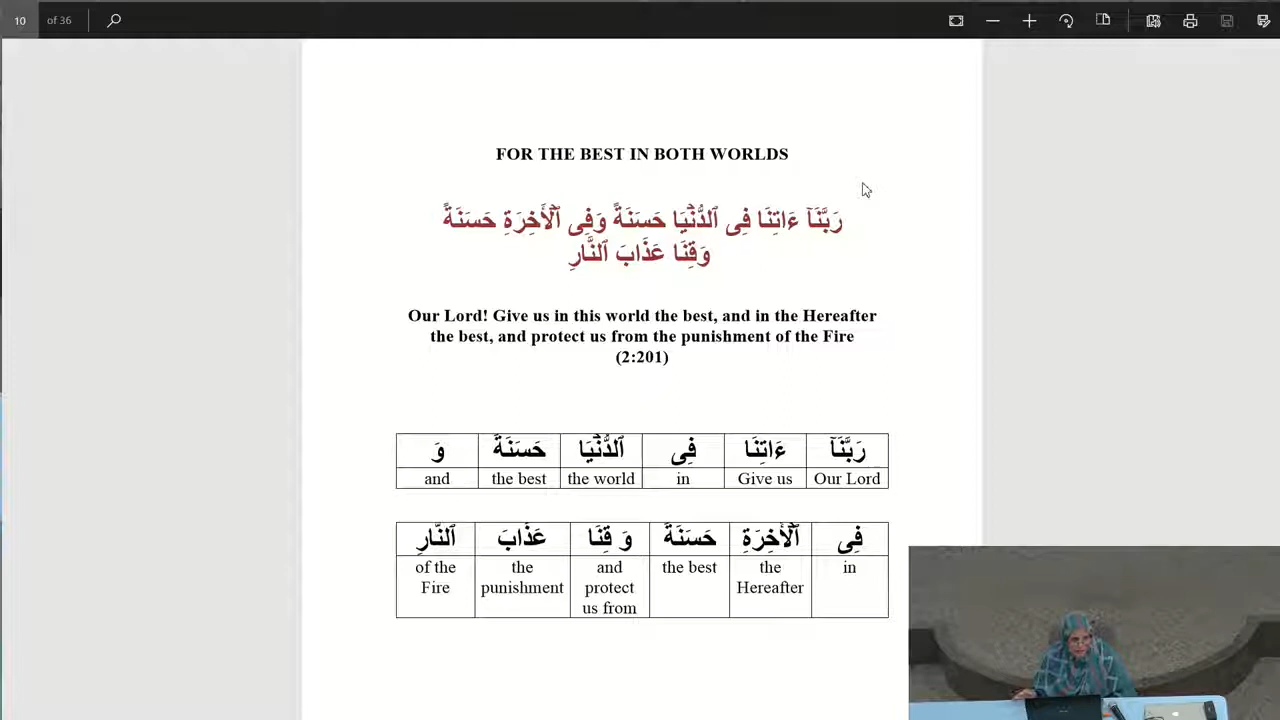 10 of 36
FOR THE BEST IN BOTH WORLDS
رَبَّنَآ ءَاتِنَا فِى ٱلدُّنْيَا حَسَنَةً وَفِى ٱلْأَخِرَةِ حَسَنَةً
وَقِنَا عَذَابَ ٱلنَّارِ
Our Lord! Give us in this world the best, and in the Hereafter
the best, and protect us from the punishment of the Fire
(2:201)
رَبَّنَآ ءَاتِنَا فِى ٱلدُّنْيَا حَسَنَةً وَ
and the best the world in Give us Our Lord
فِى ٱلْأَخِرَةِ حَسَنَةً وَ قِنَا عَذَابَ ٱلنَّارِ
of the the and the best the in
Fire punishment protect Hereafter
us from